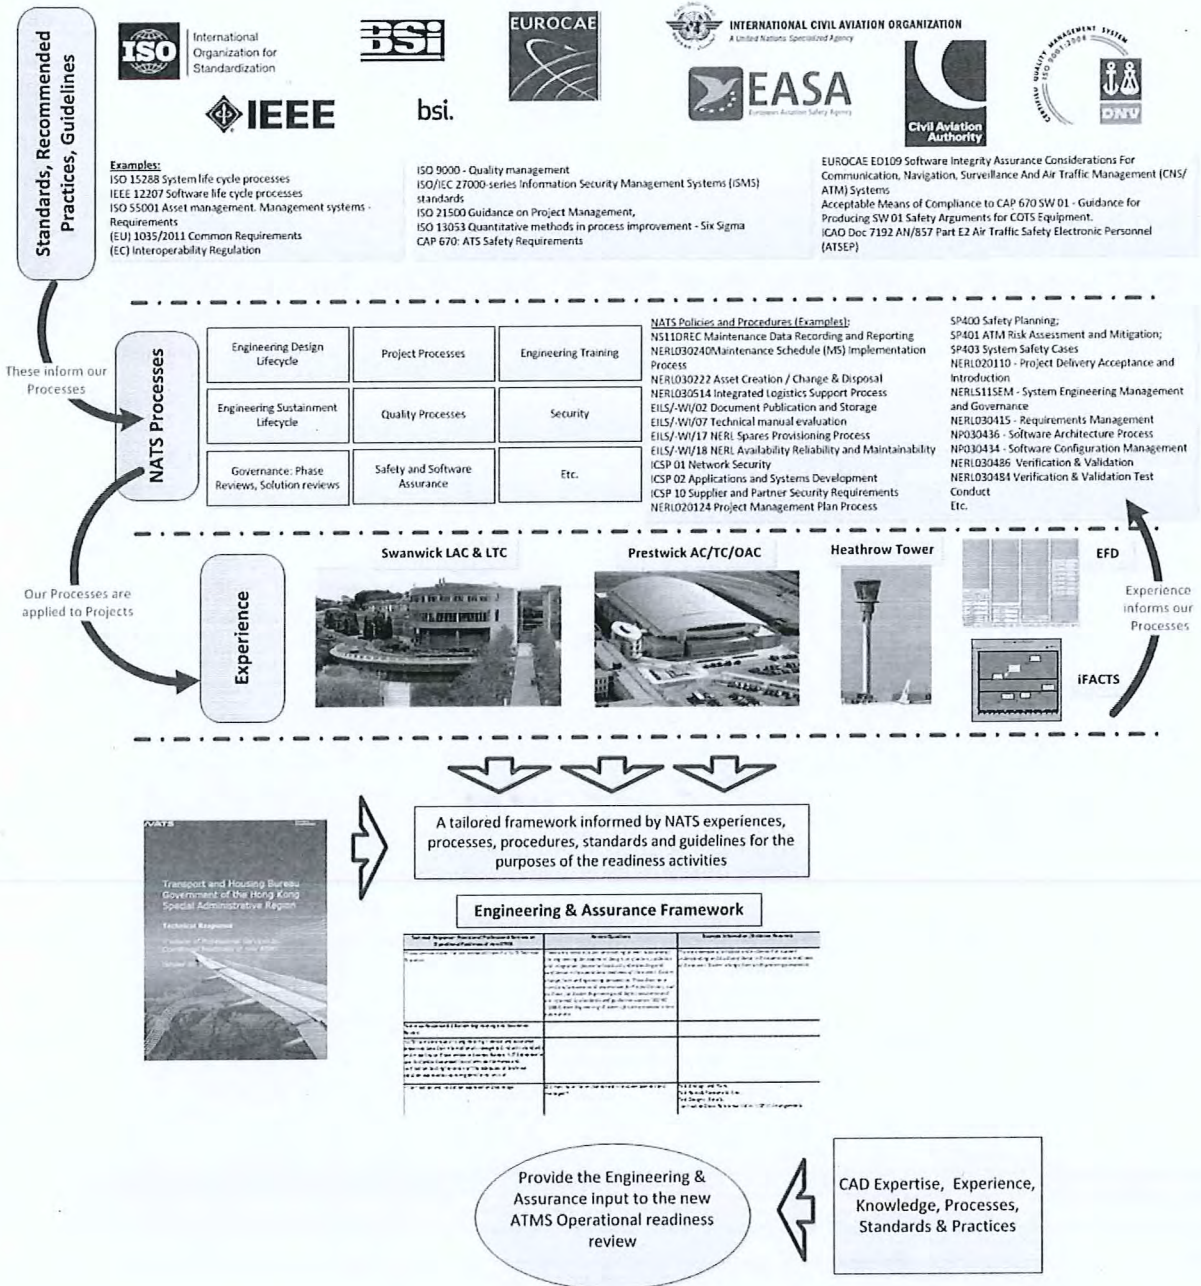 Standards, Recommended
Practices, Guidelines
ISO
International
Organization for
Standardization
BSi
EUROCAE
INTERNATIONAL CIVIL AVIATION ORGANIZATION
A United Nations Specialized Agency
IEEE
bsi.
EASA
European Aviation Safety Agency
Civil Aviation
Authority
CERTIFIED QUALITY MANAGEMENT SYSTEM
ISO 9001:2008
DNV
Examples:
ISO 15288 System life cycle processes
IEEE 12207 Software life cycle processes
ISO 55001 Asset management. Management systems -
Requirements
(EU) 1035/2011 Common Requirements
(EC) Interoperability Regulation
ISO 9000 - Quality management
ISO/IEC 27000-series Information Security Management Systems (ISMS)
standards
ISO 21500 Guidance on Project Management,
ISO 13053 Quantitative methods in process improvement - Six Sigma
CAP 670: ATS Safety Requirements
EUROCAE ED109 Software Integrity Assurance Considerations For
Communication, Navigation, Surveillance And Air Traffic Management (CNS/
ATM) Systems
Acceptable Means of Compliance to CAP 670 SW 01 - Guidance for
Producing SW 01 Safety Arguments for COTS Equipment.
ICAO Doc 7192 AN/857 Part E2 Air Traffic Safety Electronic Personnel
(ATSEP)
These inform our
Processes
NATS Processes
Engineering Design
Lifecycle
Project Processes
Engineering Training
Engineering Sustainment
Lifecycle
Quality Processes
Security
Governance: Phase
Reviews, Solution reviews
Safety and Software
Assurance
Etc.
NATS Policies and Procedures (Examples):
NS11DREC Maintenance Data Recording and Reporting
NERL030240Maintenance Schedule (MS) Implementation
Process
NERL030222 Asset Creation / Change & Disposal
NERL030514 Integrated Logistics Support Process
EILS/-WI/02 Document Publication and Storage
EILS/-WI/07 Technical manual evaluation
EILS/-WI/17 NERL Spares Provisioning Process
EILS/-WI/18 NERL Availability Reliability and Maintainability
ICSP 01 Network Security
ICSP 02 Applications and Systems Development
ICSP 10 Supplier and Partner Security Requirements
NERL020124 Project Management Plan Process
SP400 Safety Planning;
SP401 ATM Risk Assessment and Mitigation;
SP403 System Safety Cases
NERL020110 - Project Delivery Acceptance and
Introduction
NERLS11SEM - System Engineering Management
and Governance
NERL030415 - Requirements Management
NP030436 - Software Architecture Process
NP030434 - Software Configuration Management
NERL030486 Verification & Validation
NERL030484 Verification & Validation Test
Conduct
Etc.
Our Processes are
applied to Projects
Experience
Swanwick LAC & LTC
Prestwick AC/TC/OAC
Heathrow Tower
EFD
iFACTS
Experience
informs our
Processes
A tailored framework informed by NATS experiences,
processes, procedures, standards and guidelines for the
purposes of the readiness activities
NATS
Transport and Housing Bureau
Government of the Hong Kong
Special Administrative Region
Technical Response
Engineering & Assurance Framework
Provide the Engineering &
Assurance input to the new
ATMS Operational readiness
review
CAD Expertise, Experience,
Knowledge, Processes,
Standards & Practices